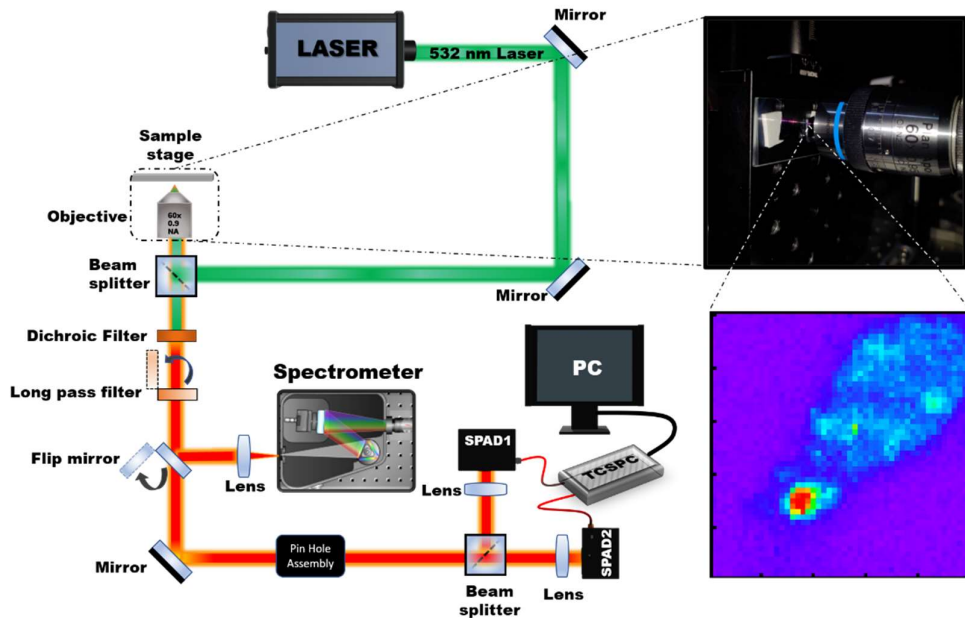 Mirror
LASER
532 nm Laser
Sample
stage
Objective
60x
0.9
NA
Beam
splitter
Mirror
Dichroic Filter
Long pass filter
Spectrometer
PC
Flip mirror
Lens
SPAD1
TCSPC
Lens
SPAD2
Mirror
Pin Hole
Assembly
Beam
splitter
Lens
60